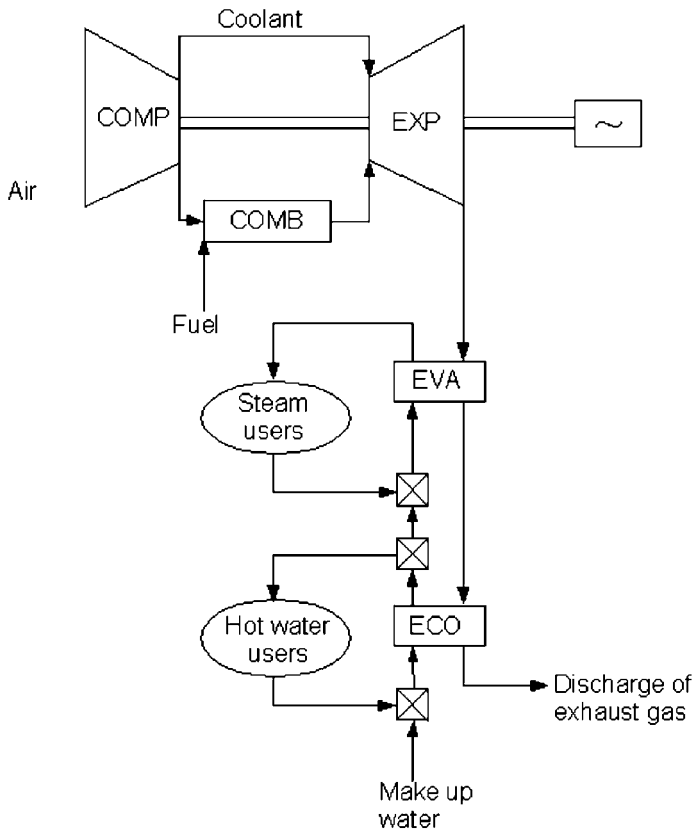 Coolant
COMP
EXP
~
Air
COMB
Fuel
EVA
Steam
users
Hot water
users
ECO
Discharge of
exhaust gas
Make up
water